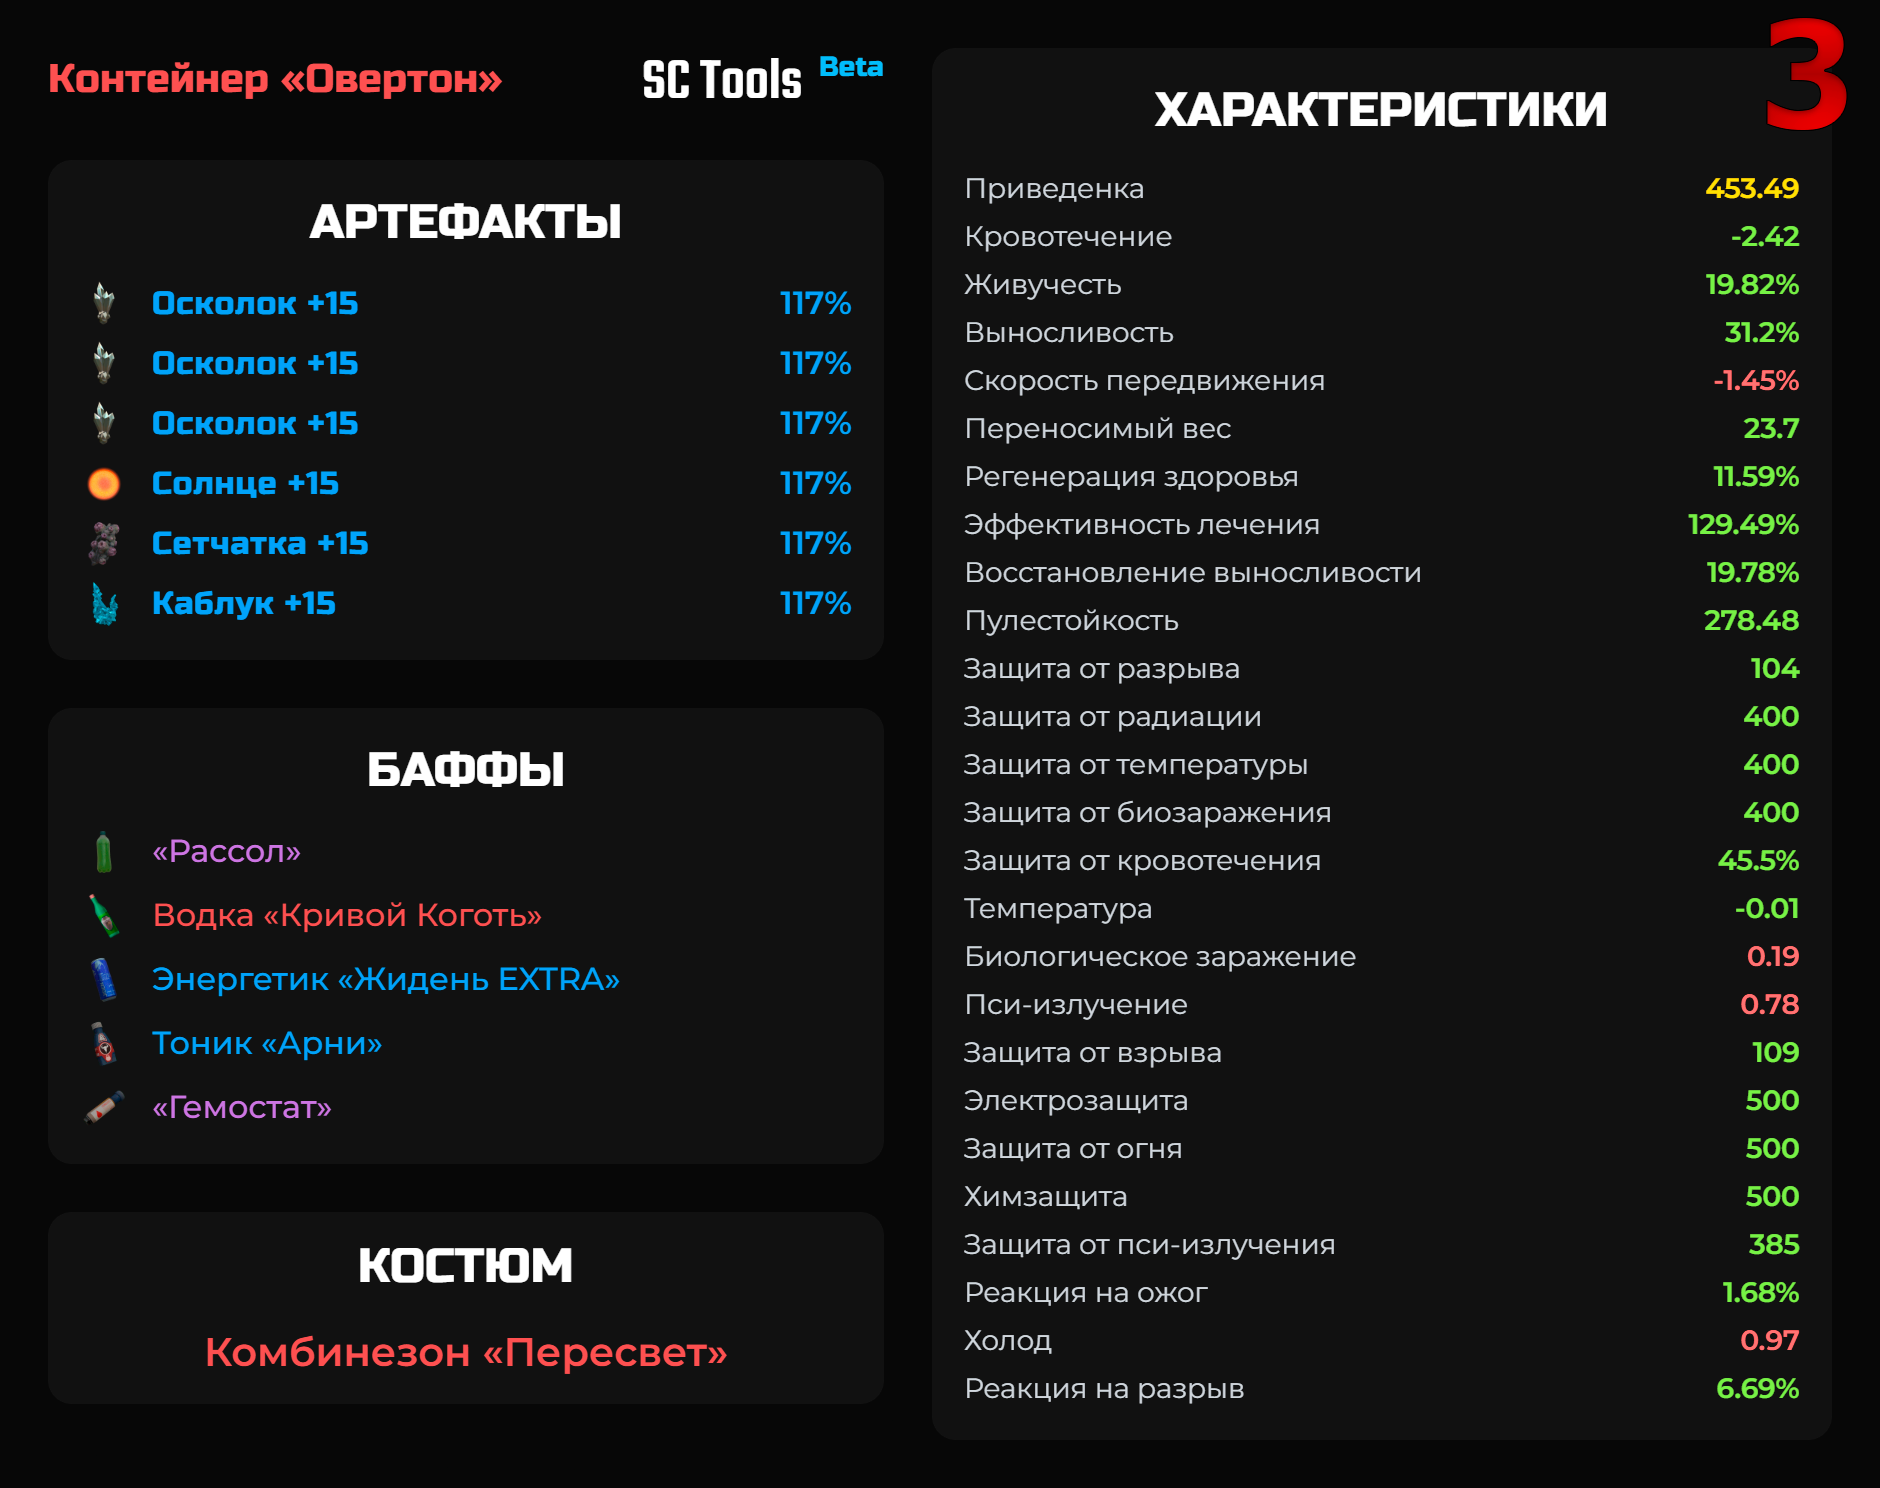 Контейнер «Овертон»
SC Tools Beta
АРТЕФАКТЫ
Осколок +15 117%
Осколок +15 117%
Осколок +15 117%
Солнце +15 117%
Сетчатка +15 117%
Каблук +15 117%
БАФФЫ
«Рассол»
Водка «Кривой Коготь»
Энергетик «Жидень EXTRA»
Тоник «Арни»
«Гемостат»
КОСТЮМ
Комбинезон «Пересвет»
3
ХАРАКТЕРИСТИКИ
Приведенка 453.49
Кровотечение -2.42
Живучесть 19.82%
Выносливость 31.2%
Скорость передвижения -1.45%
Переносимый вес 23.7
Регенерация здоровья 11.59%
Эффективность лечения 129.49%
Восстановление выносливости 19.78%
Пулестойкость 278.48
Защита от разрыва 104
Защита от радиации 400
Защита от температуры 400
Защита от биозаражения 400
Защита от кровотечения 45.5%
Температура -0.01
Биологическое заражение 0.19
Пси-излучение 0.78
Защита от взрыва 109
Электрозащита 500
Защита от огня 500
Химзащита 500
Защита от пси-излучения 385
Реакция на ожог 1.68%
Холод 0.97
Реакция на разрыв 6.69%